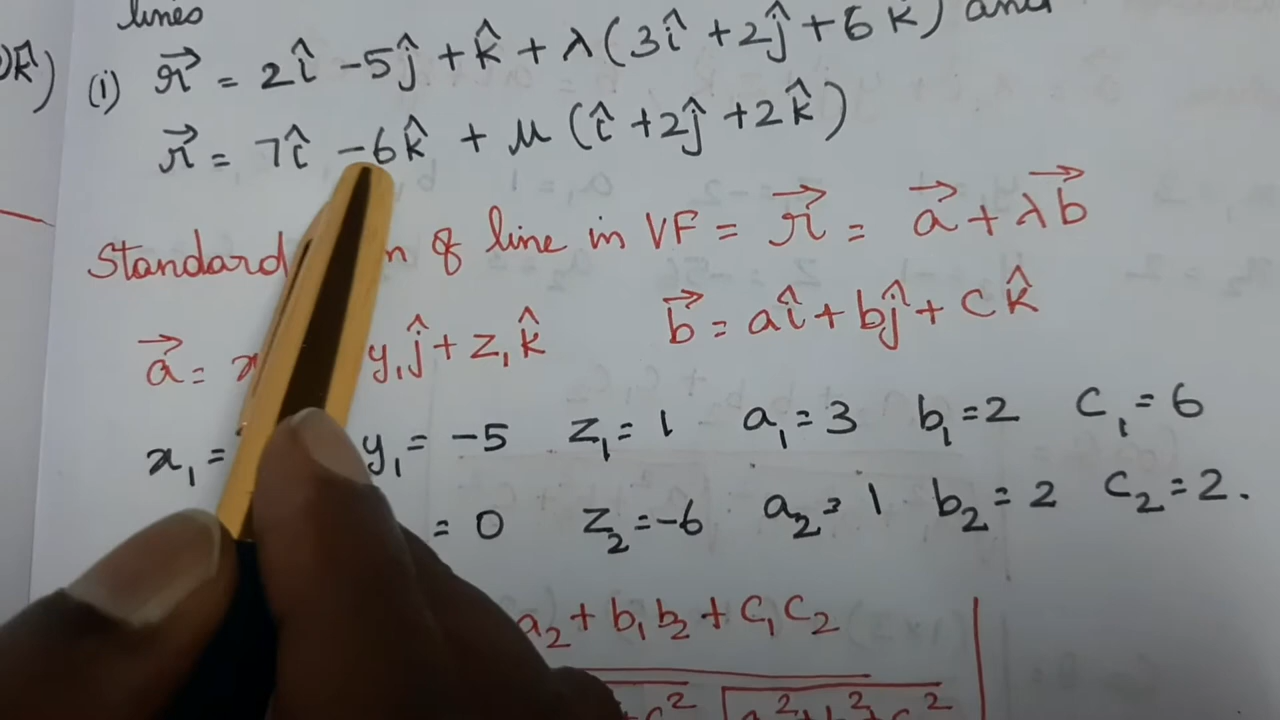 lines
k̂) (i) r⃗ = 2î - 5ĵ + k̂ + λ(3î + 2ĵ + 6k̂) and
r⃗ = 7î - 6k̂ + μ(î + 2ĵ + 2k̂)
Standard of line in VF = r⃗ = a⃗ + λb⃗
a⃗ = y₁ĵ + z₁k̂ b⃗ = aî + bĵ + ck̂
x₁ = y₁ = -5 z₁ = 1 a₁ = 3 b₁ = 2 c₁ = 6
= 0 z₂ = -6 a₂ = 1 b₂ = 2 c₂ = 2.
a₂ + b₁b₂ + c₁c₂